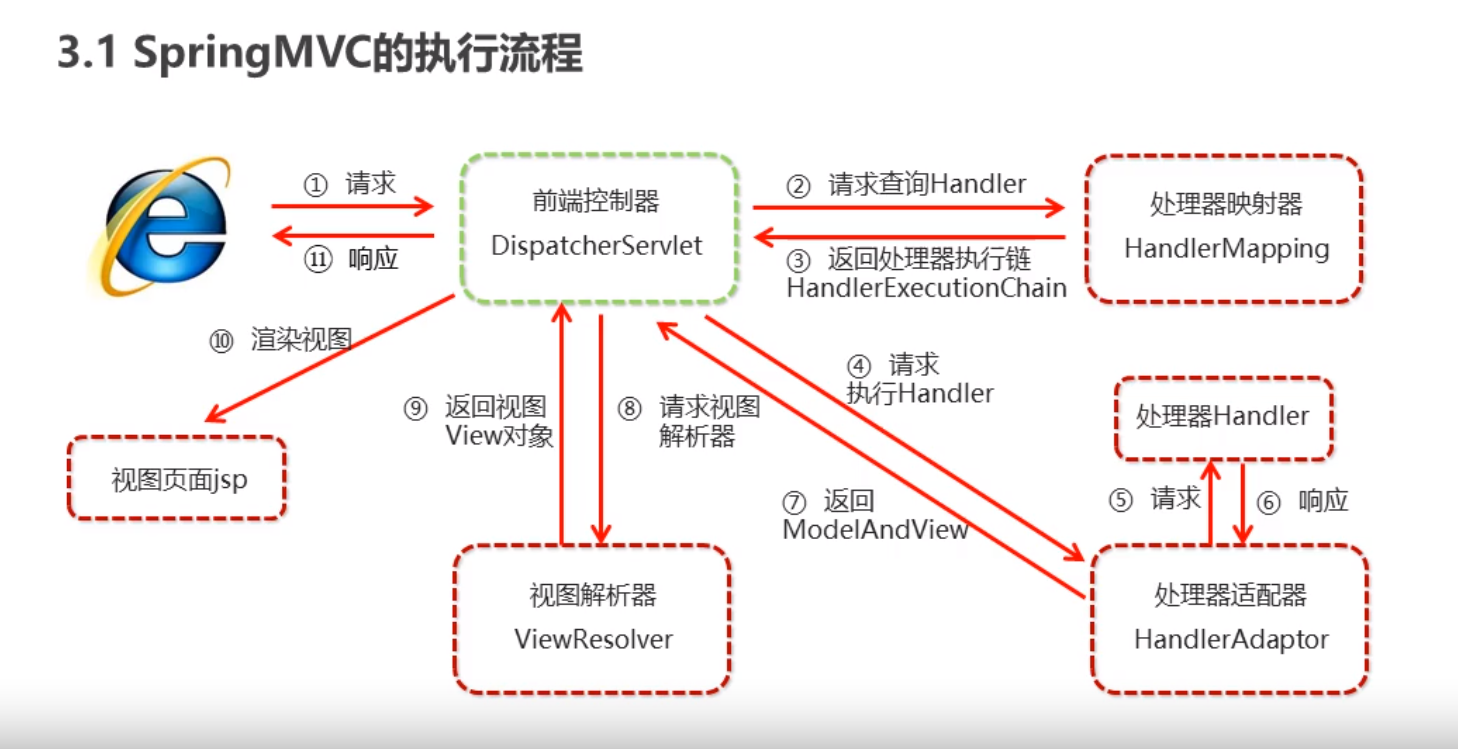 3.1 SpringMVC的执行流程
① 请求
⑪ 响应
前端控制器
DispatcherServlet
② 请求查询Handler
③ 返回处理器执行链
HandlerExecutionChain
处理器映射器
HandlerMapping
⑩ 渲染视图
④ 请求
执行Handler
⑨ 返回视图
View对象
⑧ 请求视图
解析器
处理器Handler
视图页面jsp
⑦ 返回
ModelAndView
⑤ 请求
⑥ 响应
视图解析器
ViewResolver
处理器适配器
HandlerAdaptor